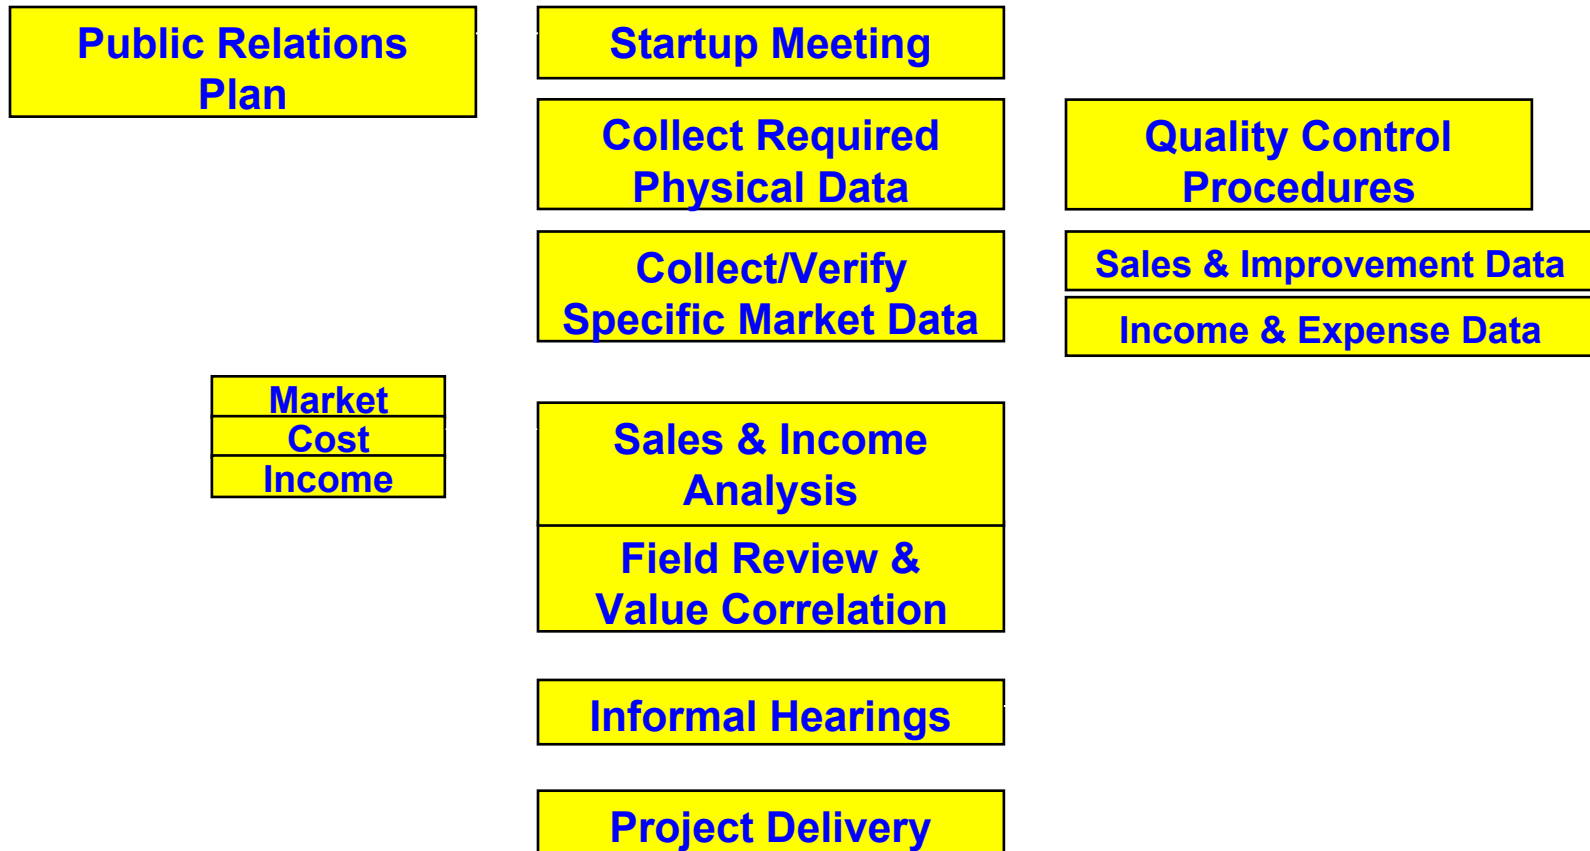 Public Relations
Plan
Startup Meeting
Collect Required
Physical Data
Quality Control
Procedures
Collect/Verify
Specific Market Data
Sales & Improvement Data
Income & Expense Data
Market
Cost
Income
Sales & Income
Analysis
Field Review &
Value Correlation
Informal Hearings
Project Delivery